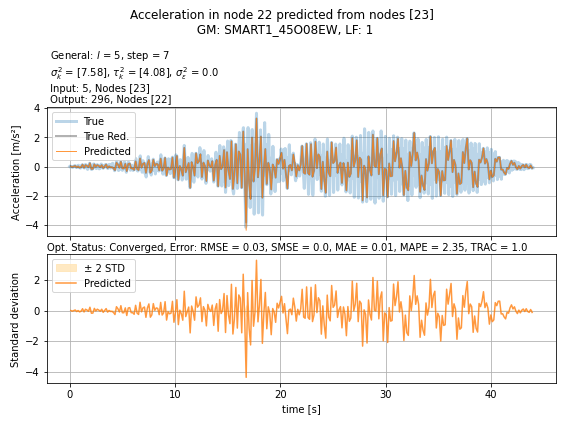 Acceleration in node 22 predicted from nodes [23]
GM: SMART1_45O08EW, LF: 1
General: l = 5, step = 7
σ²ₖ = [7.58], τ²ₖ = [4.08], σ²ₑ = 0.0
Input: 5, Nodes [23]
Output: 296, Nodes [22]
Acceleration [m/s²]
4
2
0
−2
−4
True
True Red.
Predicted
Opt. Status: Converged, Error: RMSE = 0.03, SMSE = 0.0, MAE = 0.01, MAPE = 2.35, TRAC = 1.0
Standard deviation
2
0
−2
−4
± 2 STD
Predicted
0 10 20 30 40
time [s]